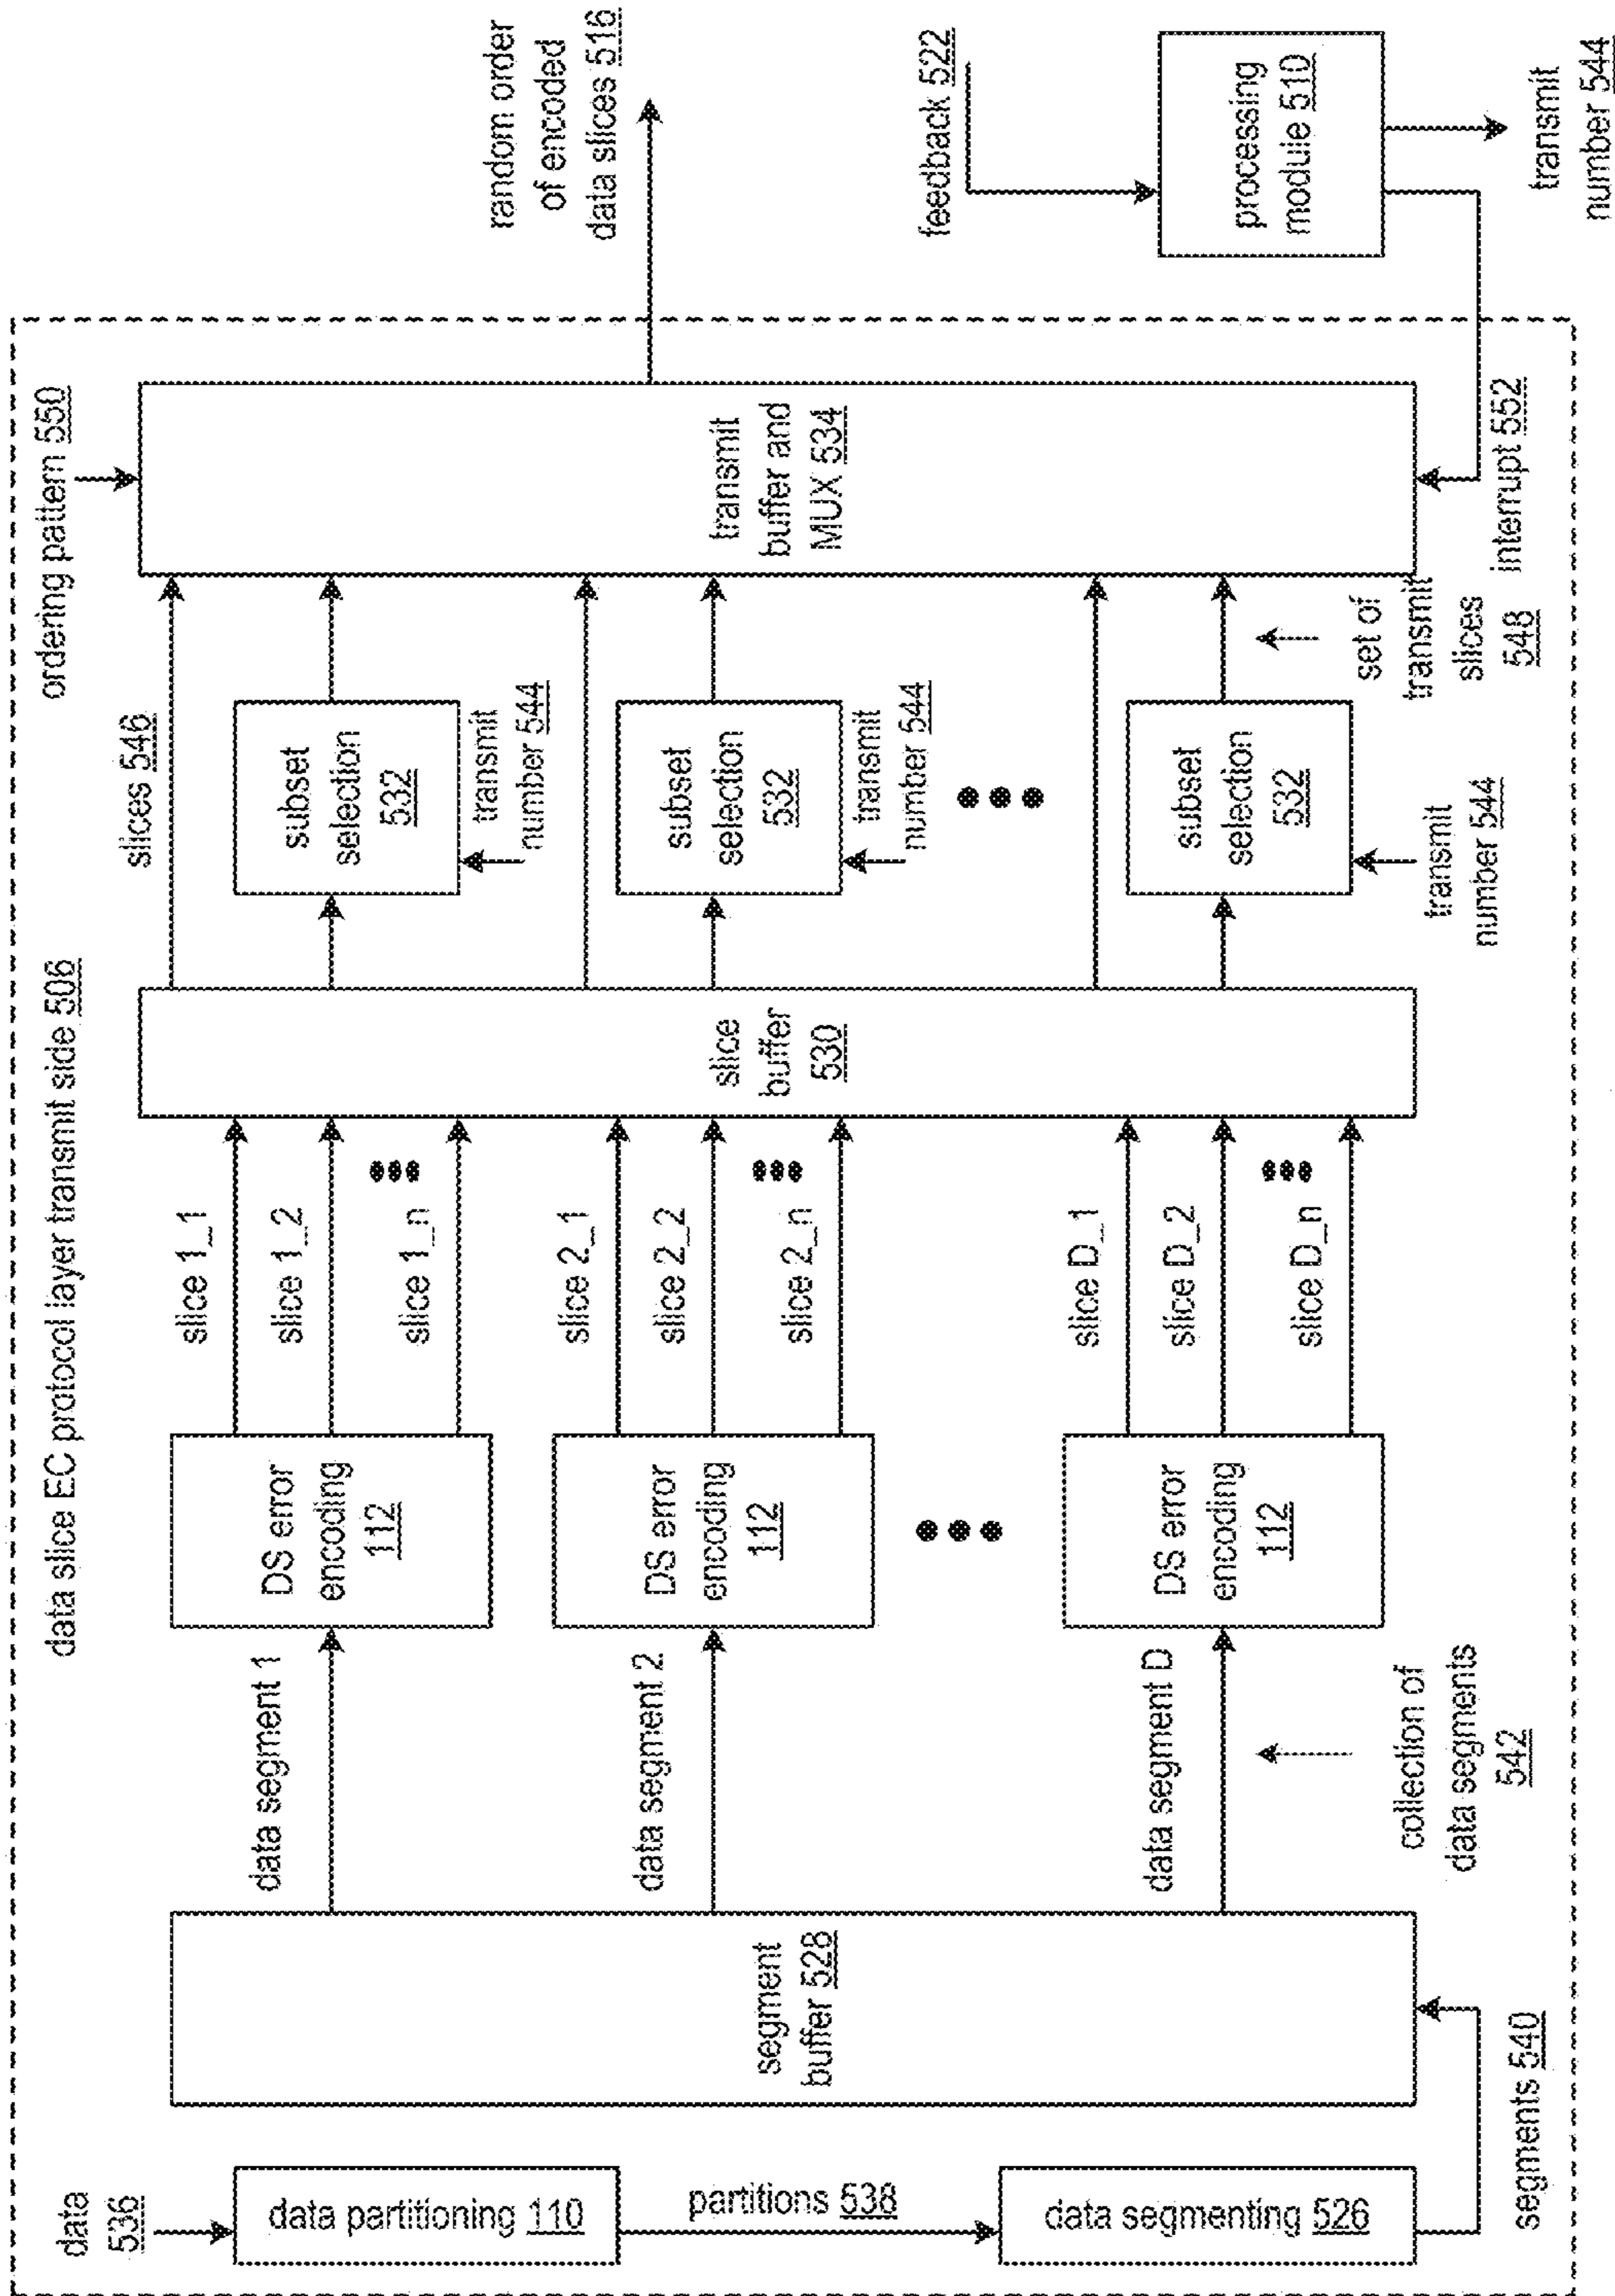 data slice EC protocol layer transmit side 506
data
536
data partitioning 110
partitions 538
data segmenting 526
segments 540
segment
buffer 528
data segment 1
data segment 2
data segment D
collection of
data segments
542
DS error
encoding
112
DS error
encoding
112
DS error
encoding
112
slice 1_1
slice 1_2
slice 1_n
slice 2_1
slice 2_2
slice 2_n
slice D_1
slice D_2
slice D_n
slice
buffer
530
slices 546
subset
selection
532
transmit
number 544
subset
selection
532
transmit
number 544
subset
selection
532
transmit
number 544
set of
transmit
slices
548
ordering pattern 550
transmit
buffer and
MUX 534
interrupt 552
random order
of encoded
data slices 516
feedback 522
processing
module 510
transmit
number 544